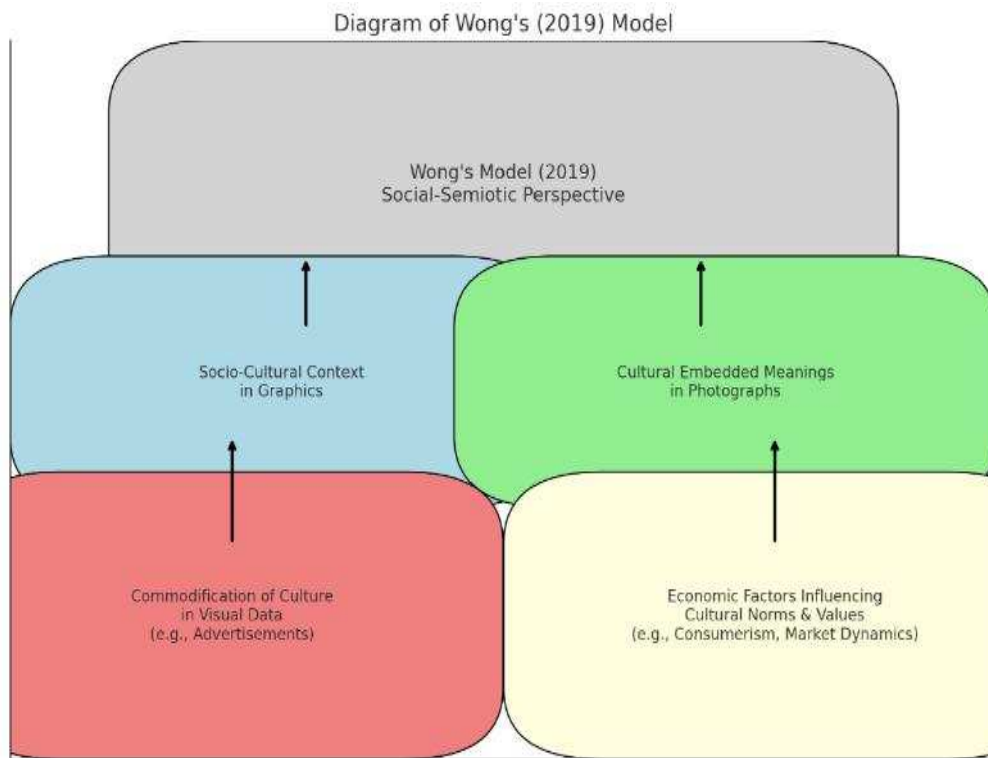 Diagram of Wong's (2019) Model
Wong's Model (2019)
Social-Semiotic Perspective
Socio-Cultural Context
in Graphics
Cultural Embedded Meanings
in Photographs
Commodification of Culture
in Visual Data
(e.g., Advertisements)
Economic Factors Influencing
Cultural Norms & Values
(e.g., Consumerism, Market Dynamics)